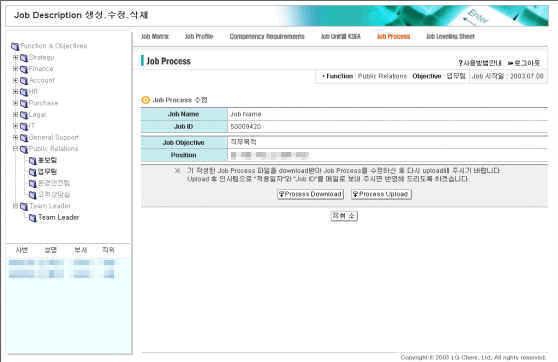 Job Description 생성.수정.삭제
Enter
Job Matrix Job Profile Competency Requirements Job Unit별 KSEA Job Process Job Leveling Sheet
Function & Objectives
Strategy
Finance
Account
HR
Purchase
Legal
IT
General Support
Public Relations
홍보팀
업무팀
환경안전팀
고객상담실
Team Leader
Team Leader
사번 성명 부서 직위
Job Process
?사용방법안내 로그아웃
• Function : Public Relations Objective : 업무팀 Job 시작일 : 2003.07.08
Job Process 수정
Job Name Job Name
Job ID 50009420
Job Objective 직무목적
Position
※ 기 작성한 Job Process 파일을 download받아 Job Process를 수정하신 후 다시 upload해 주시기 바랍니다.
Upload 후 인사팀으로 "적용일자"와 "Job ID"를 메일로 보내 주시면 반영해 드리도록 하겠습니다.
Process Download Process Upload
취 소
Copyright © 2003 LG Chem, Ltd. All right reserved.